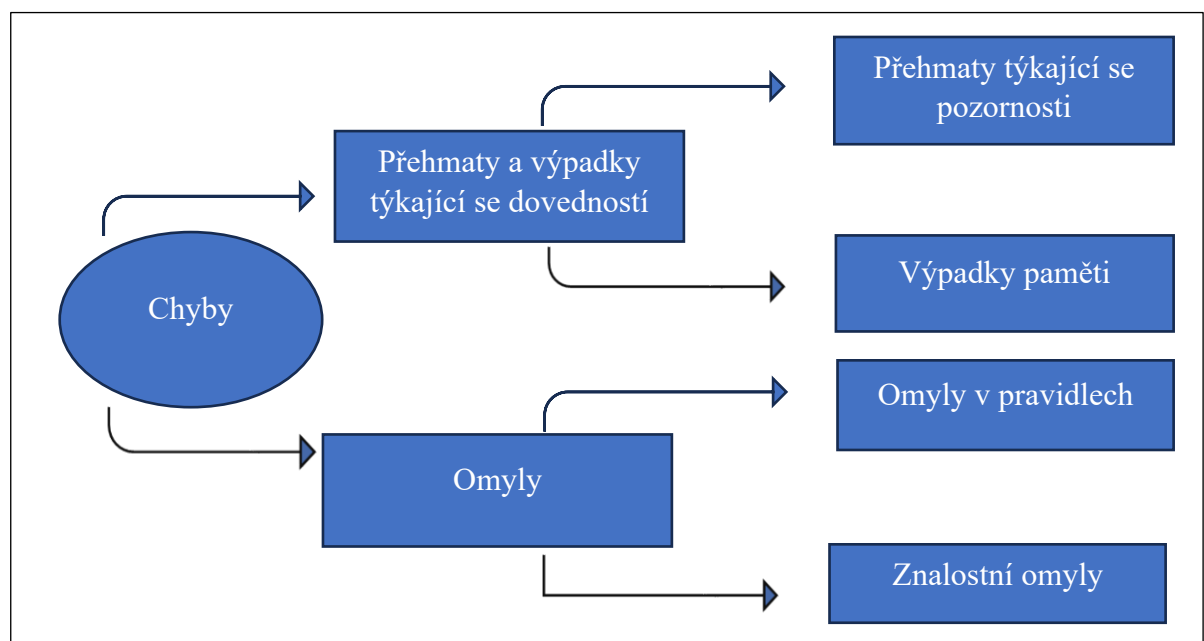 Přehmaty týkající se
pozornosti
Přehmaty a výpadky
týkající se dovedností
Výpadky paměti
Chyby
Omyly v pravidlech
Omyly
Znalostní omyly